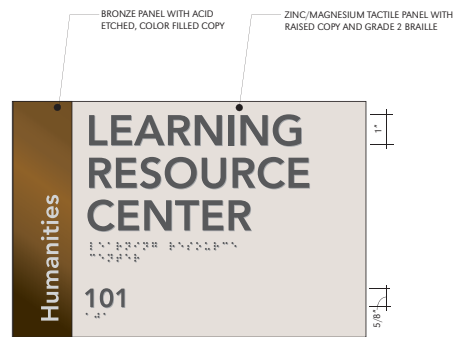 BRONZE PANEL WITH ACID
ETCHED, COLOR FILLED COPY
ZINC/MAGNESIUM TACTILE PANEL WITH
RAISED COPY AND GRADE 2 BRAILLE
Humanities
LEARNING
RESOURCE
CENTER
101
1"
5/8"